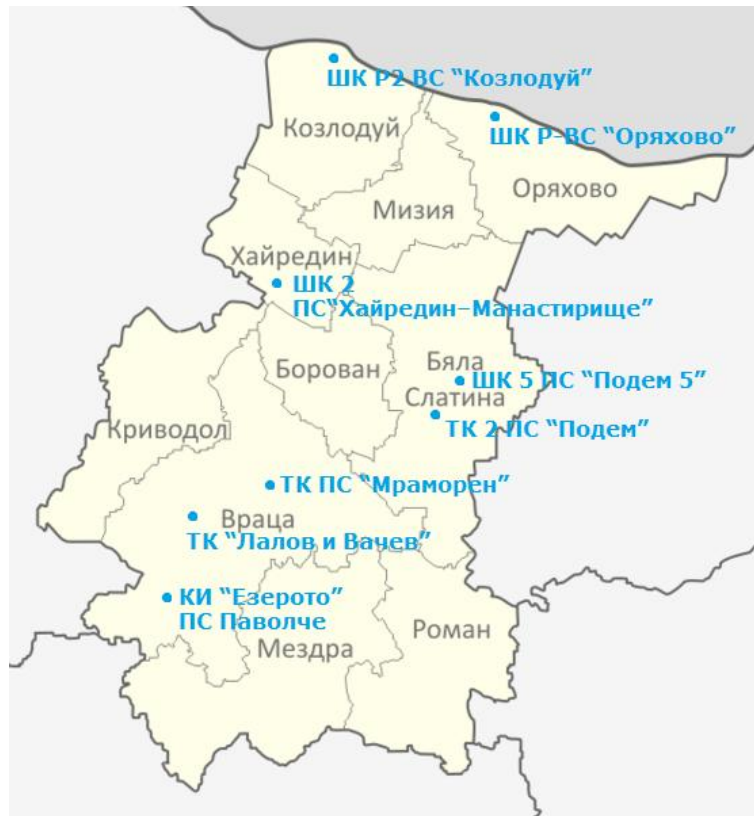 ШК Р2 ВС “Козлодуй”
Козлодуй
ШК Р-ВС “Оряхово”
Оряхово
Мизия
Хайредин
ШК 2
ПС“Хайредин-Манастирище”
Борован
Бяла
ШК 5 ПС “Подем 5”
Слатина
ТК 2 ПС “Подем”
Криводол
ТК ПС “Мраморен”
Враца
ТК “Лалов и Вачев”
КИ “Езерото”
ПС Паволче
Роман
Мездра